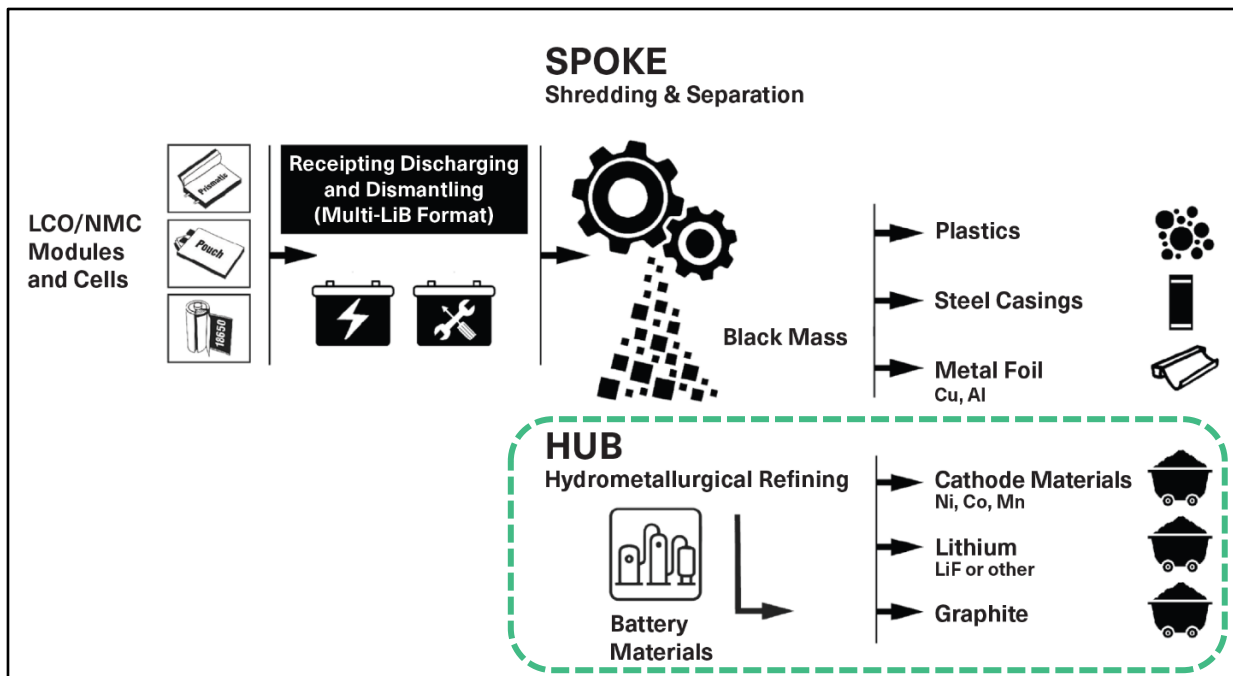 SPOKE
Shredding & Separation
LCO/NMC
Modules
and Cells
Prismatic
Pouch
18650
Receipting Discharging
and Dismantling
(Multi-LiB Format)
Black Mass
Plastics
Steel Casings
Metal Foil
Cu, Al
HUB
Hydrometallurgical Refining
Battery
Materials
Cathode Materials
Ni, Co, Mn
Lithium
LiF or other
Graphite